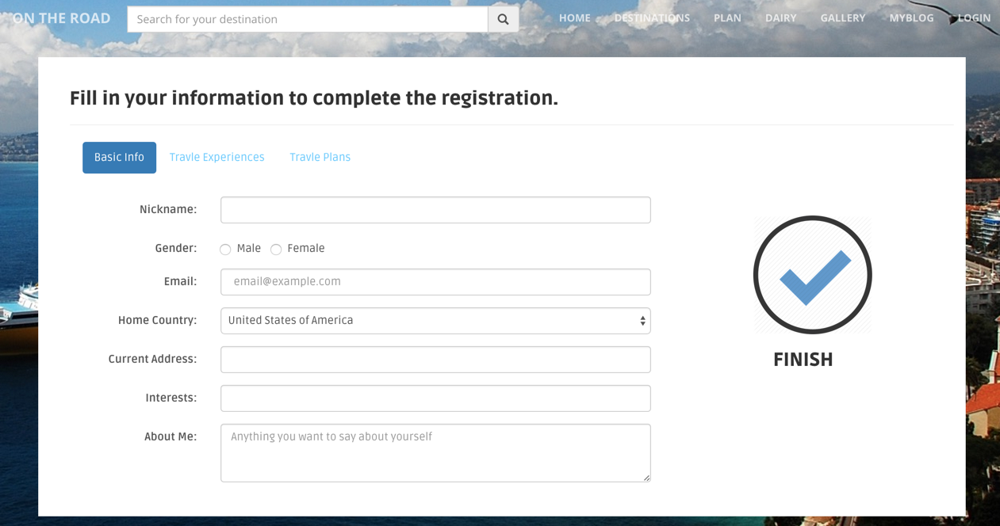 ON THE ROAD Search for your destination HOME DESTINATIONS PLAN DAIRY GALLERY MYBLOG LOGIN
Fill in your information to complete the registration.
Basic Info Travle Experiences Travle Plans
Nickname:
Gender: Male Female
Email: email@example.com
Home Country: United States of America
Current Address:
FINISH
Interests:
About Me: Anything you want to say about yourself